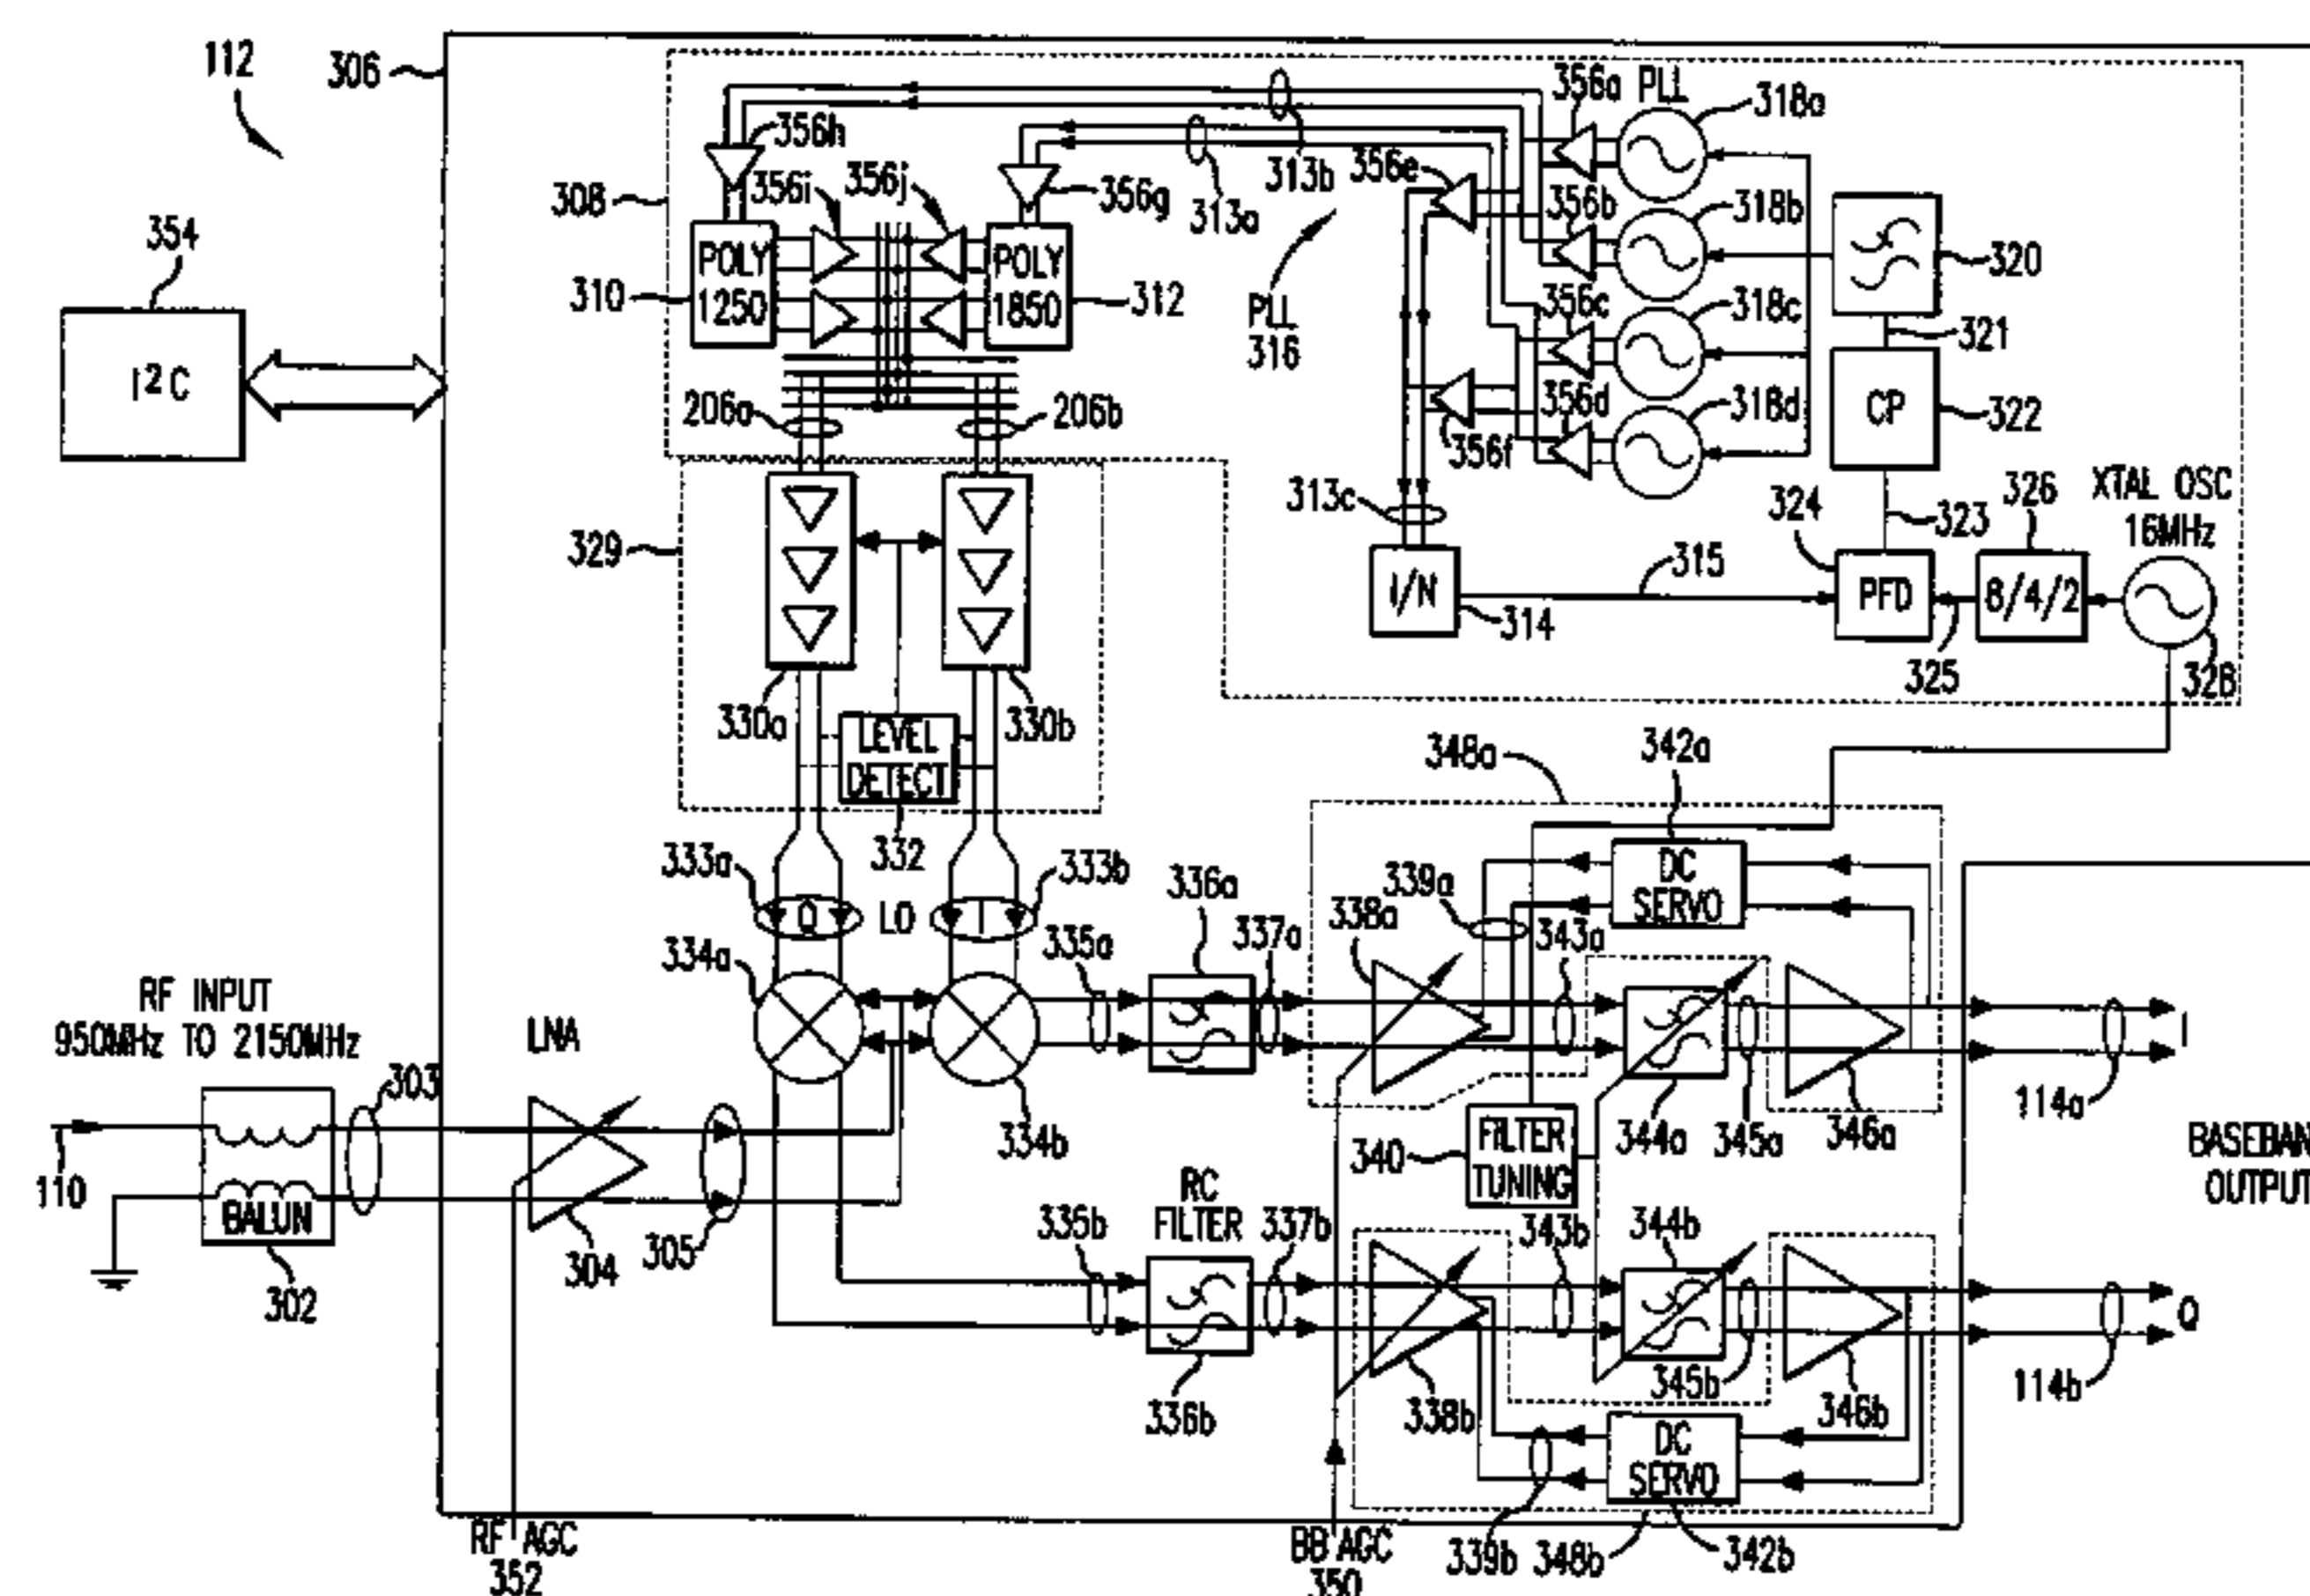 112
306
356a
PLL
318a
356h
356i
356j
356g
313a
313b
356e
356b
318b
308
354
POLY
1250
POLY
1850
310
312
PLL
316
356c
318c
320
321
I²C
206a
206b
356f
356d
318d
CP
322
313c
324
323
326
XTAL OSC
16MHz
329
I/N
314
315
PFD
8/4/2
325
328
330a
330b
LEVEL
DETECT
332
348a
342a
333a
Q
LO
I
333b
339a
DC
SERVO
334a
335a
336a
337a
338a
343a
RF INPUT
950MHz TO 2150MHz
LNA
303
334b
I
114a
110
BALUN
302
304
305
340
FILTER
TUNING
344a
345a
346a
BASEBAN
OUTPUT
335b
RC
FILTER
337b
343b
344b
336b
338b
345b
346b
Q
114b
DC
SERVO
RF AGC
352
BB AGC
350
339b
348b
342b